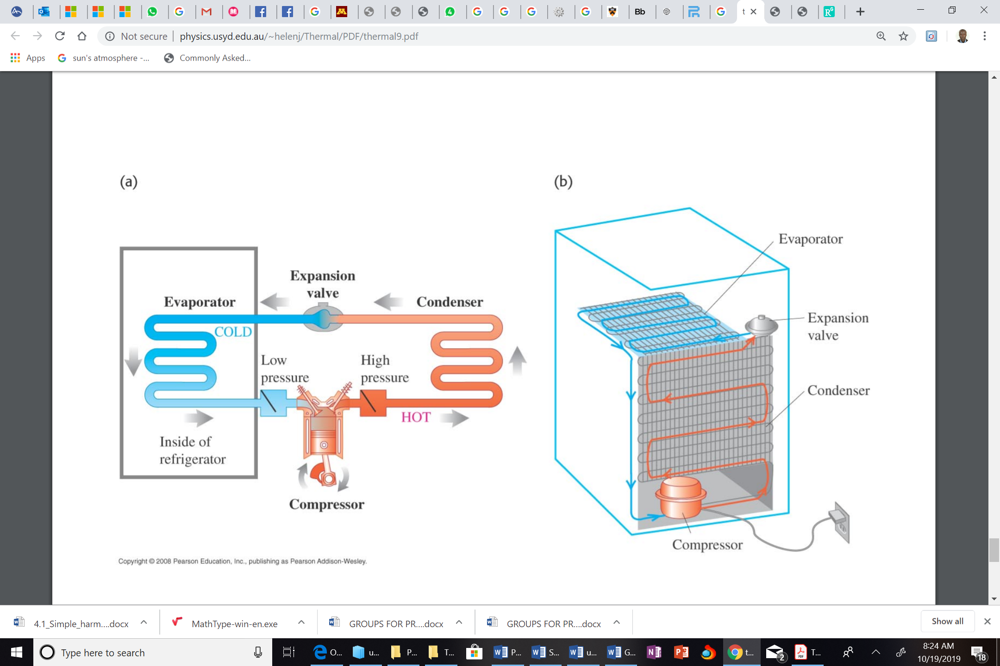 t
Not secure
physics.usyd.edu.au/~helenj/Thermal/PDF/thermal9.pdf
Apps
sun's atmosphere -...
Commonly Asked...
(a)
Evaporator
Expansion
valve
Condenser
COLD
Low
pressure
High
pressure
HOT
Inside of
refrigerator
Compressor
Copyright © 2008 Pearson Education, Inc., publishing as Pearson Addison-Wesley.
(b)
Evaporator
Expansion
valve
Condenser
Compressor
4.1_Simple_harm....docx
MathType-win-en.exe
GROUPS FOR PR....docx
GROUPS FOR PR....docx
Show all
Type here to search
O...
u...
P...
T...
P...
S...
u...
G...
t...
2
T...
8:24 AM
10/19/2019
18